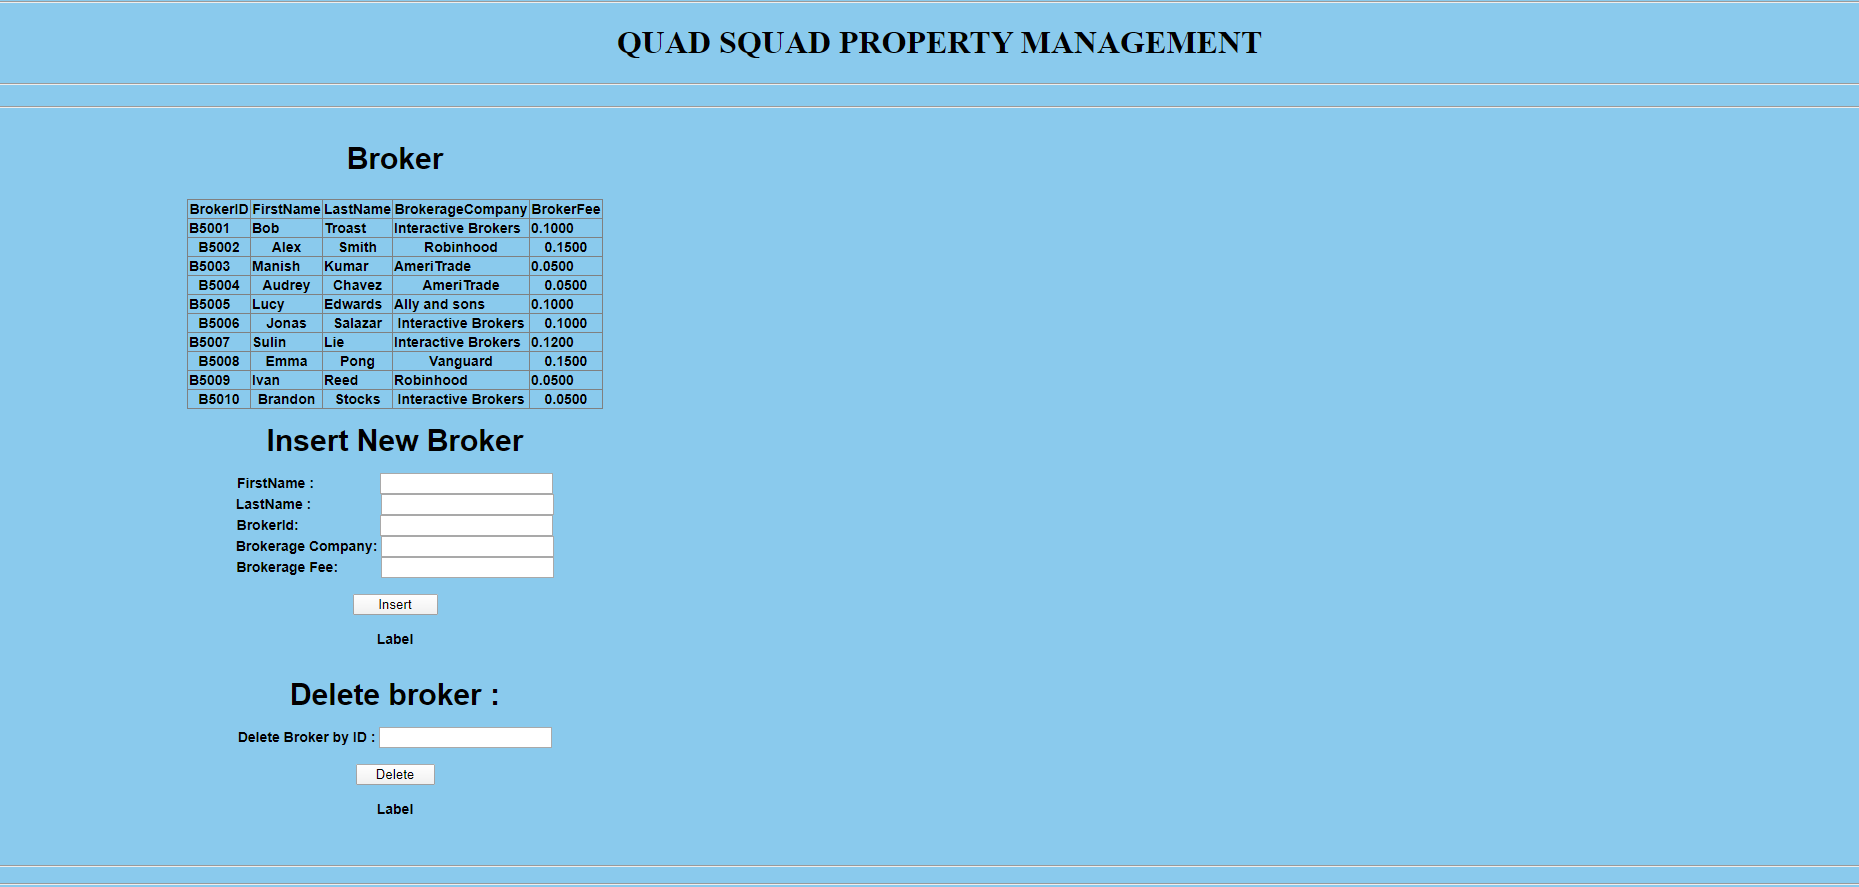 QUAD SQUAD PROPERTY MANAGEMENT
Broker
BrokerID FirstName LastName BrokerageCompany BrokerFee
B5001 Bob Troast Interactive Brokers 0.1000
B5002 Alex Smith Robinhood 0.1500
B5003 Manish Kumar AmeriTrade 0.0500
B5004 Audrey Chavez AmeriTrade 0.0500
B5005 Lucy Edwards Ally and sons 0.1000
B5006 Jonas Salazar Interactive Brokers 0.1000
B5007 Sulin Lie Interactive Brokers 0.1200
B5008 Emma Pong Vanguard 0.1500
B5009 Ivan Reed Robinhood 0.0500
B5010 Brandon Stocks Interactive Brokers 0.0500
Insert New Broker
FirstName :
LastName :
BrokerId:
Brokerage Company:
Brokerage Fee:
Insert
Label
Delete broker :
Delete Broker by ID :
Delete
Label